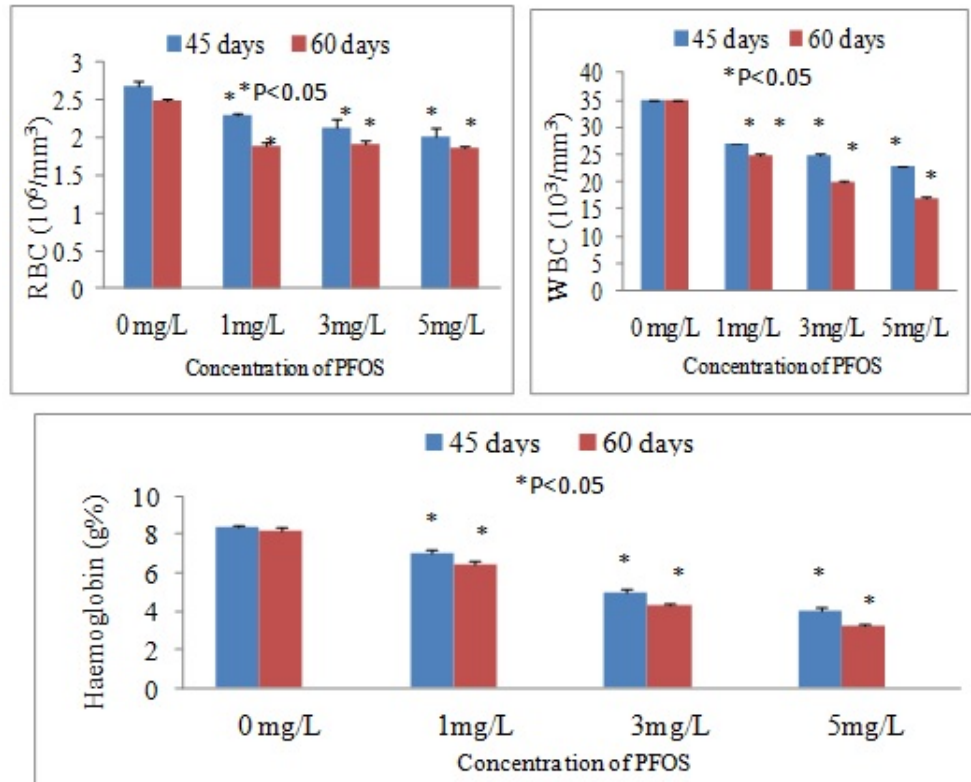 45 days 60 days
*P<0.05
3
2.5
2
1.5
1
0.5
0
RBC (10⁶/mm³)
* * * * * *
0 mg/L 1mg/L 3mg/L 5mg/L
Concentration of PFOS
45 days 60 days
*P<0.05
40
35
30
25
20
15
10
5
0
WBC (10³/mm³)
* * * * * *
0 mg/L 1mg/L 3mg/L 5mg/L
Concentration of PFOS
45 days 60 days
*P<0.05
10
8
6
4
2
0
Haemoglobin (g%)
* * * * * *
0 mg/L 1mg/L 3mg/L 5mg/L
Concentration of PFOS